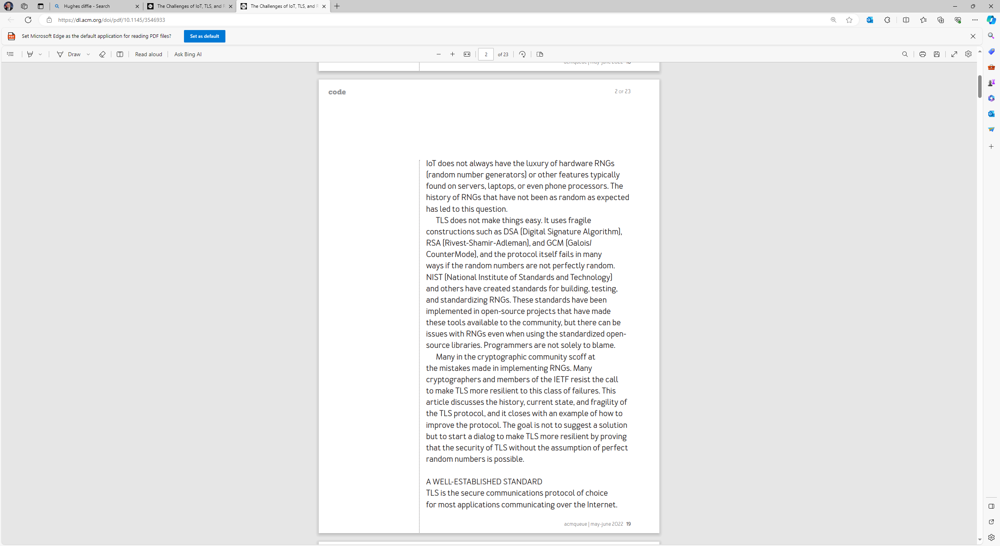 Hughes diffie - Search
The Challenges of IoT, TLS, and R
The Challenges of IoT, TLS, and R
https://dl.acm.org/doi/pdf/10.1145/3546933
Set Microsoft Edge as the default application for reading PDF files?
Set as default
Draw
Read aloud
Ask Bing AI
2
of 23
acmqueue | may-june 2022 18
code
2 OF 23
IoT does not always have the luxury of hardware RNGs
(random number generators) or other features typically
found on servers, laptops, or even phone processors. The
history of RNGs that have not been as random as expected
has led to this question.
TLS does not make things easy. It uses fragile
constructions such as DSA (Digital Signature Algorithm),
RSA (Rivest-Shamir-Adleman), and GCM (Galois/
CounterMode), and the protocol itself fails in many
ways if the random numbers are not perfectly random.
NIST (National Institute of Standards and Technology)
and others have created standards for building, testing,
and standardizing RNGs. These standards have been
implemented in open-source projects that have made
these tools available to the community, but there can be
issues with RNGs even when using the standardized open-
source libraries. Programmers are not solely to blame.
Many in the cryptographic community scoff at
the mistakes made in implementing RNGs. Many
cryptographers and members of the IETF resist the call
to make TLS more resilient to this class of failures. This
article discusses the history, current state, and fragility of
the TLS protocol, and it closes with an example of how to
improve the protocol. The goal is not to suggest a solution
but to start a dialog to make TLS more resilient by proving
that the security of TLS without the assumption of perfect
random numbers is possible.
A WELL-ESTABLISHED STANDARD
TLS is the secure communications protocol of choice
for most applications communicating over the Internet.
acmqueue | may-june 2022 19